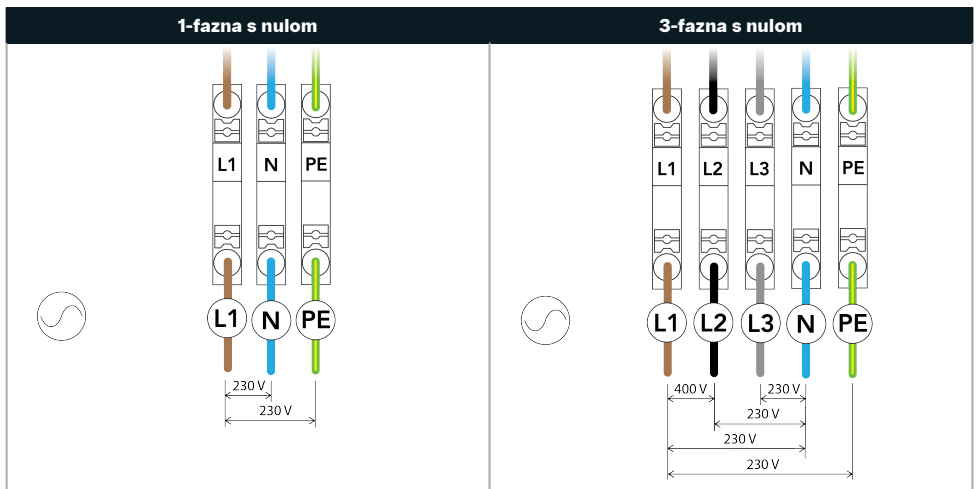 1-fazna s nulom
L1 N PE
L1 N PE
230 V
230 V
3-fazna s nulom
L1 L2 L3 N PE
L1 L2 L3 N PE
400 V 230 V
230 V
230 V
230 V